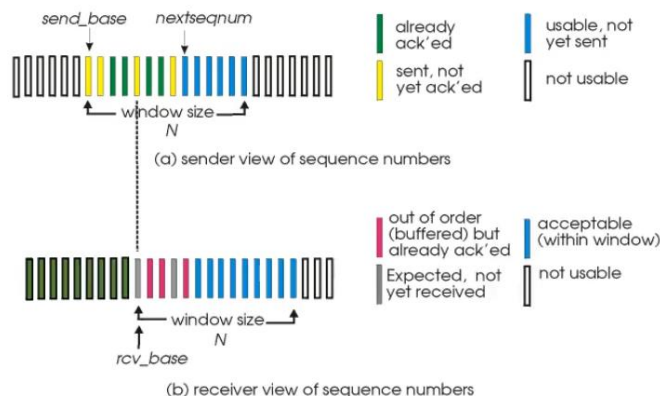 send_base
nextseqnum
already
ack'ed
usable, not
yet sent
sent, not
yet ack'ed
not usable
window size
N
(a) sender view of sequence numbers
out of order
(buffered) but
already ack'ed
acceptable
(within window)
Expected, not
yet received
not usable
window size
N
rcv_base
(b) receiver view of sequence numbers